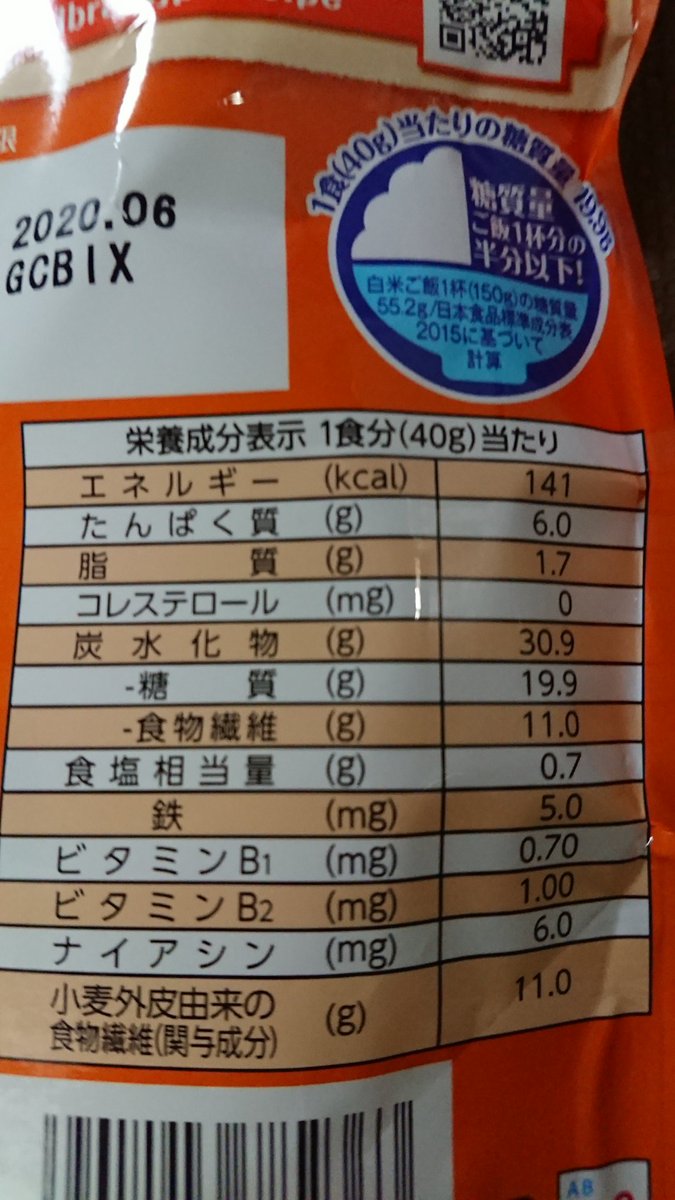 限
2020.06
GCBIX
1食(40g)当たりの糖質量 19.9g
糖質量
ご飯1杯分の
半分以下!
白米ご飯1杯(150g)の糖質量
55.2g/日本食品標準成分表
2015に基づいて
計算
栄養成分表示 1食分(40g)当たり
エネルギー (kcal) 141
たんぱく質 (g) 6.0
脂質 (g) 1.7
コレステロール (mg) 0
炭水化物 (g) 30.9
-糖質 (g) 19.9
-食物繊維 (g) 11.0
食塩相当量 (g) 0.7
鉄 (mg) 5.0
ビタミンB1 (mg) 0.70
ビタミンB2 (mg) 1.00
ナイアシン (mg) 6.0
小麦外皮由来の
食物繊維(関与成分) (g) 11.0
AB